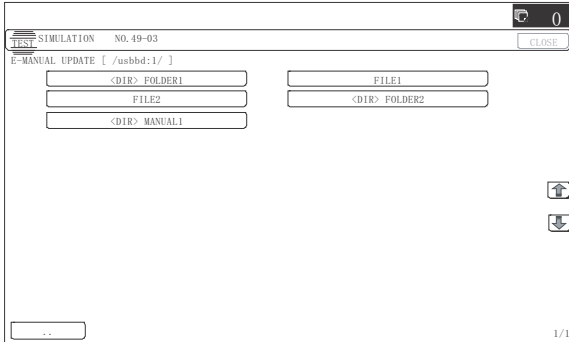 0
TEST SIMULATION NO.49-03 CLOSE
E-MANUAL UPDATE [ /usbbd:1/ ]
<DIR> FOLDER1 FILE1
FILE2 <DIR> FOLDER2
<DIR> MANUAL1
.. 1/1